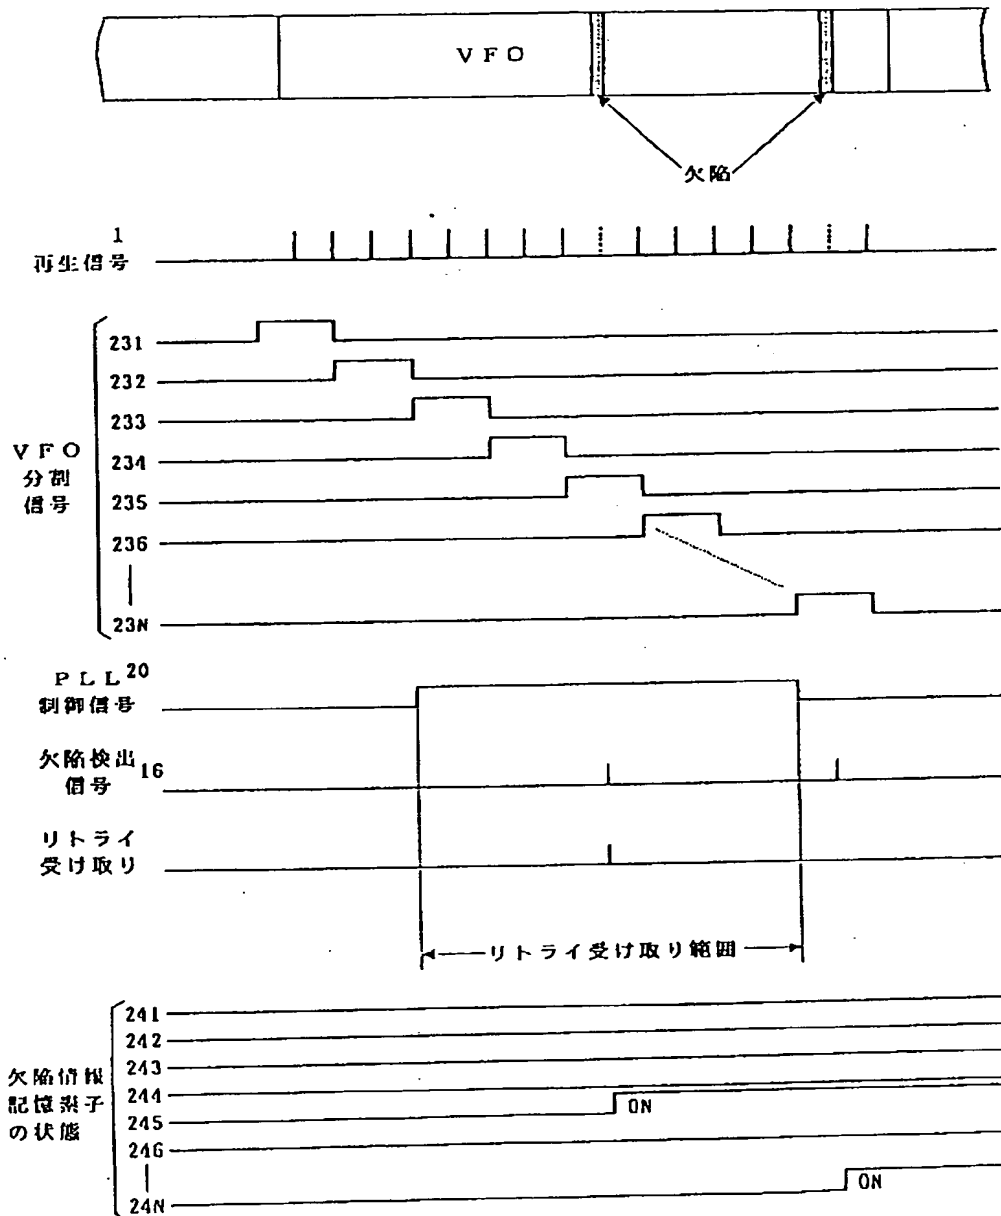 VFO
欠陥
1
再生信号
231
232
233
234
235
236
23N
VFO
分割
信号
PLL 20
制御信号
欠陥検出 16
信号
リトライ
受け取り
リトライ受け取り範囲
241
242
243
244
245
246
24N
欠陥情報
記憶素子
の状態
ON
ON